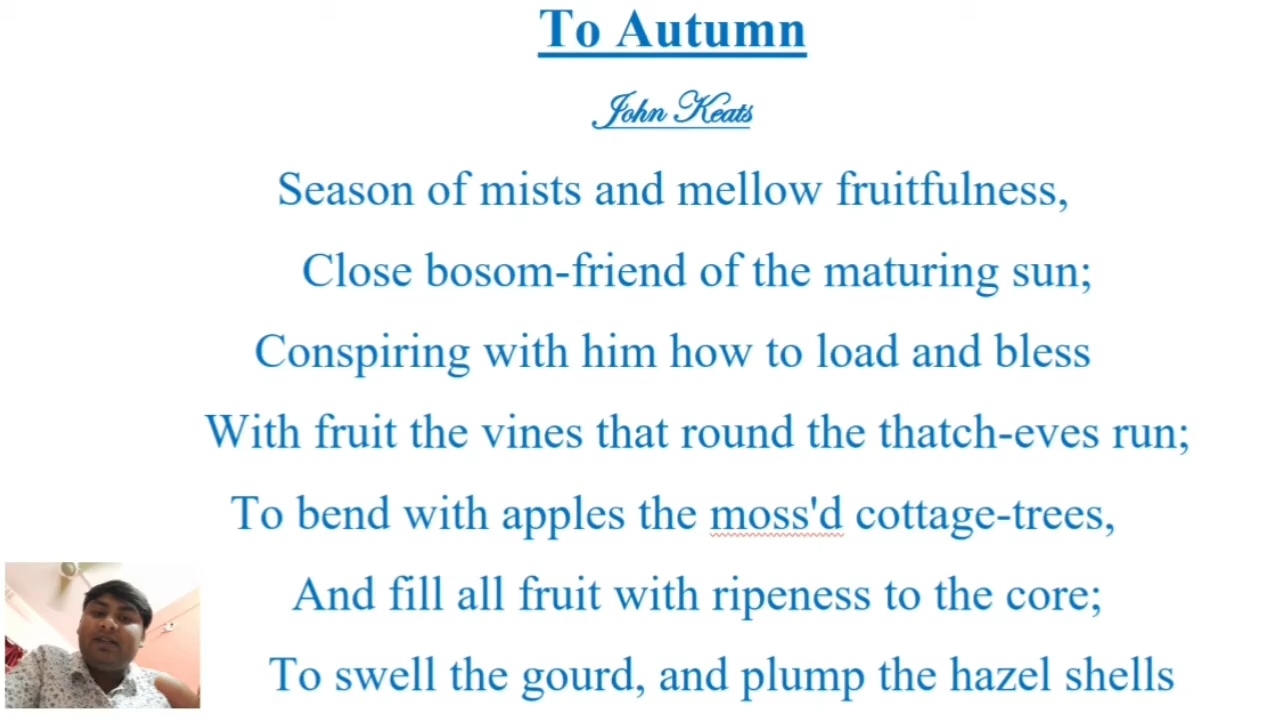 To Autumn
John Keats
Season of mists and mellow fruitfulness,
Close bosom-friend of the maturing sun;
Conspiring with him how to load and bless
With fruit the vines that round the thatch-eves run;
To bend with apples the moss'd cottage-trees,
And fill all fruit with ripeness to the core;
To swell the gourd, and plump the hazel shells